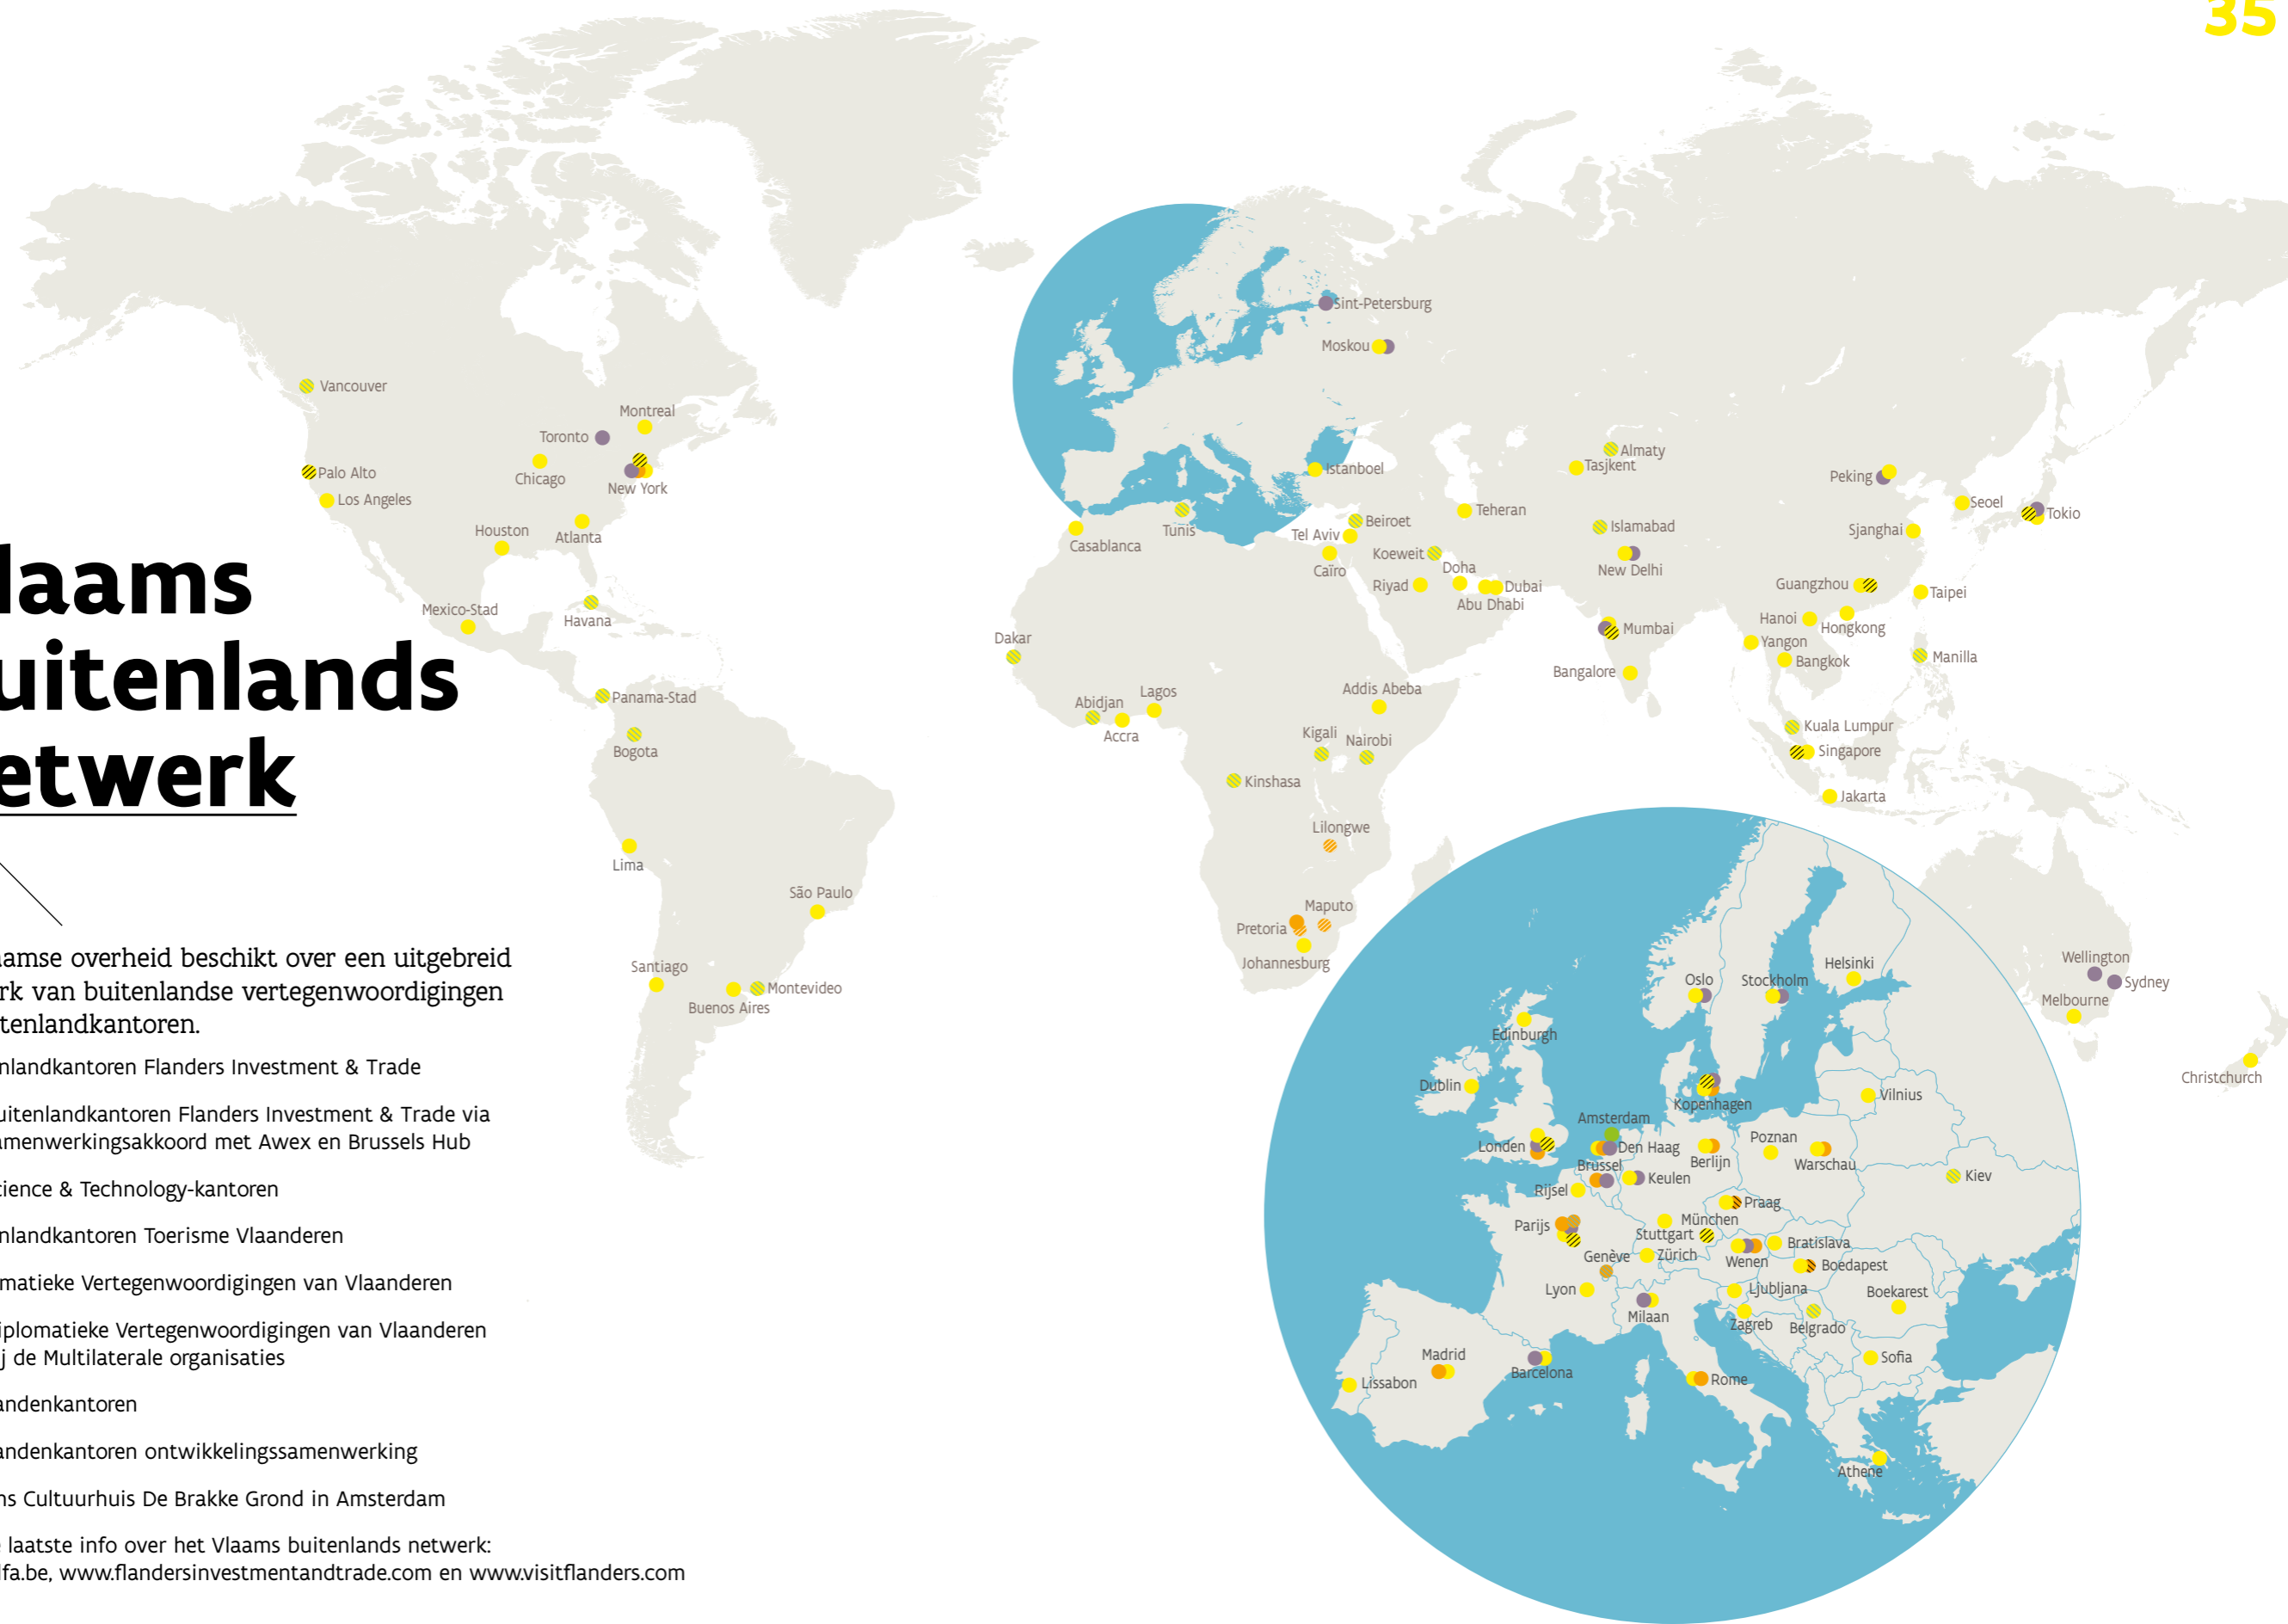 35
laams
uitenlands
etwerk
amse overheid beschikt over een uitgebreid
rk van buitenlandse vertegenwoordigingen
tenlandkantoren.
nlandkantoren Flanders Investment & Trade
uitenlandkantoren Flanders Investment & Trade via
amenwerkingsakkoord met Awex en Brussels Hub
cience & Technology-kantoren
nlandkantoren Toerisme Vlaanderen
matieke Vertegenwoordigingen van Vlaanderen
iplomatieke Vertegenwoordigingen van Vlaanderen
ij de Multilaterale organisaties
andenkantoren
andenkantoren ontwikkelingssamenwerking
ns Cultuurhuis De Brakke Grond in Amsterdam
e laatste info over het Vlaams buitenlands netwerk:
lfa.be, www.flandersinvestmentandtrade.com en www.visitflanders.com
Vancouver
Montreal
Toronto
Palo Alto
Chicago
New York
Los Angeles
Houston
Atlanta
Mexico-Stad
Havana
Panama-Stad
Bogota
Lima
São Paulo
Santiago
Buenos Aires
Montevideo
Sint-Petersburg
Moskou
Istanboel
Almaty
Tasjkent
Peking
Seoel
Tokio
Sjanghai
Teheran
Islamabad
Beiroet
Tunis
Casablanca
Tel Aviv
Caïro
Koeweit
Doha
New Delhi
Riyad
Dubai
Abu Dhabi
Guangzhou
Taipei
Hanoi
Hongkong
Mumbai
Yangon
Bangkok
Manilla
Bangalore
Dakar
Abidjan
Lagos
Accra
Addis Abeba
Kigali
Nairobi
Kinshasa
Kuala Lumpur
Singapore
Jakarta
Lilongwe
Maputo
Pretoria
Johannesburg
Wellington
Sydney
Melbourne
Christchurch
Oslo
Stockholm
Helsinki
Edinburgh
Dublin
Kopenhagen
Vilnius
Amsterdam
Londen
Den Haag
Berlijn
Poznan
Warschau
Brussel
Keulen
Kiev
Rijsel
Praag
Parijs
München
Stuttgart
Bratislava
Genève
Zürich
Wenen
Boedapest
Lyon
Ljubljana
Boekarest
Milaan
Zagreb
Belgrado
Madrid
Barcelona
Sofia
Lissabon
Rome
Athene